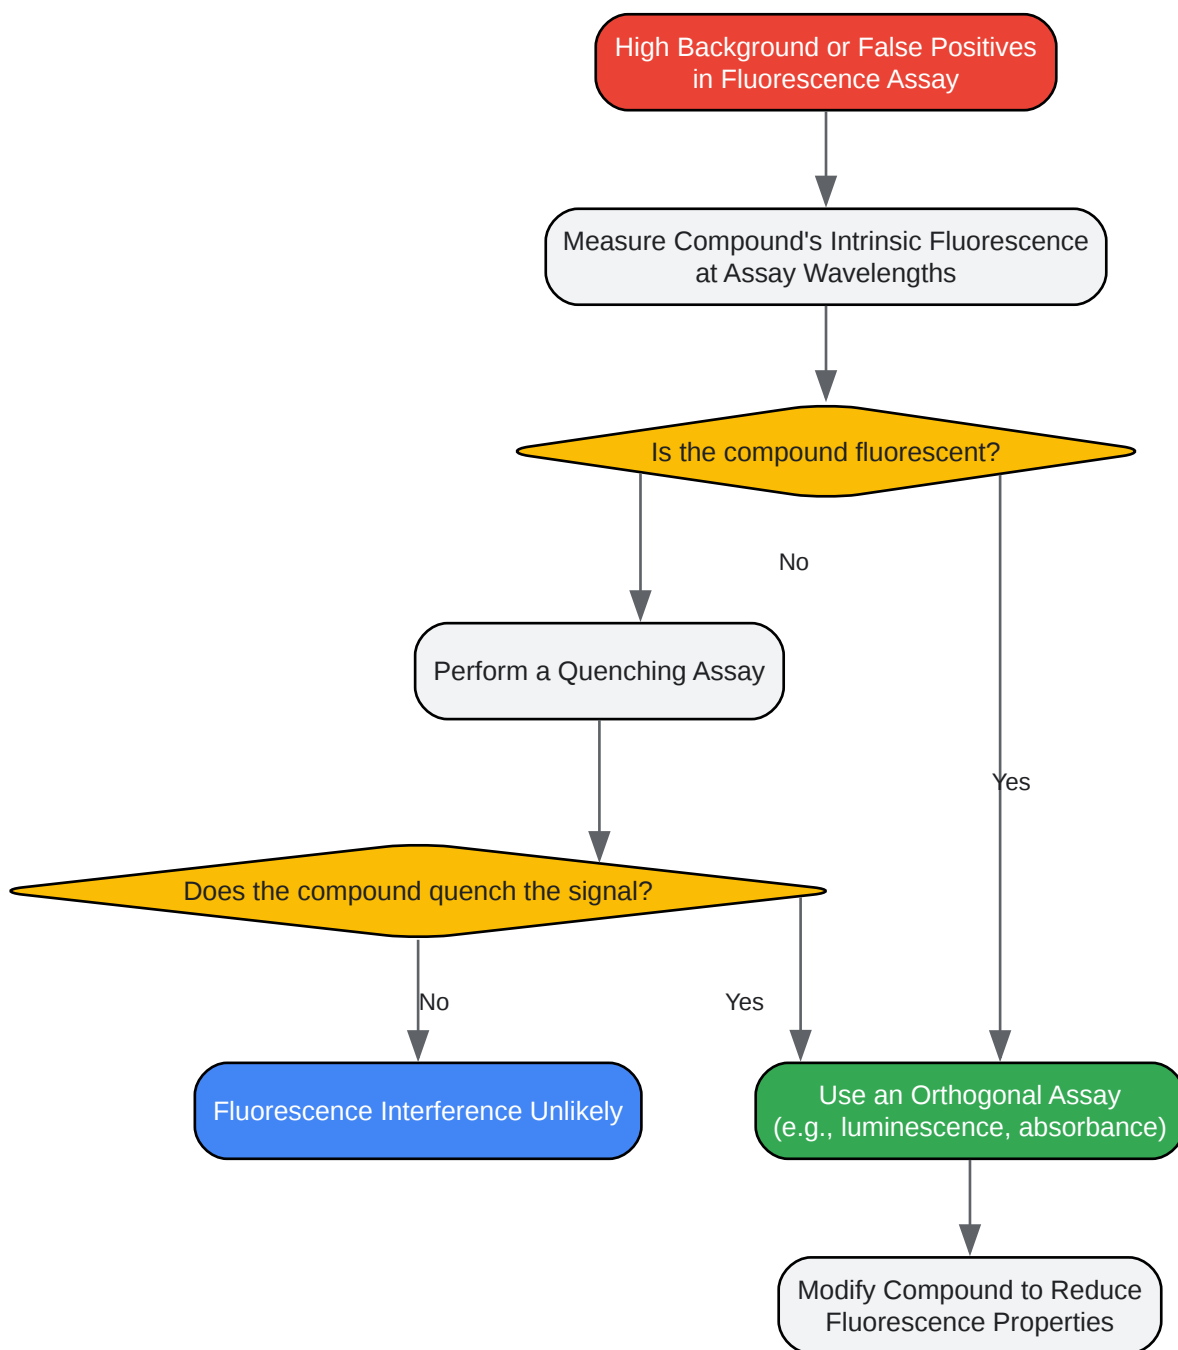 High Background or False Positives
in Fluorescence Assay
Measure Compound's Intrinsic Fluorescence
at Assay Wavelengths
Is the compound fluorescent?
No
Perform a Quenching Assay
Yes
Does the compound quench the signal?
No
Yes
Fluorescence Interference Unlikely
Use an Orthogonal Assay
(e.g., luminescence, absorbance)
Modify Compound to Reduce
Fluorescence Properties